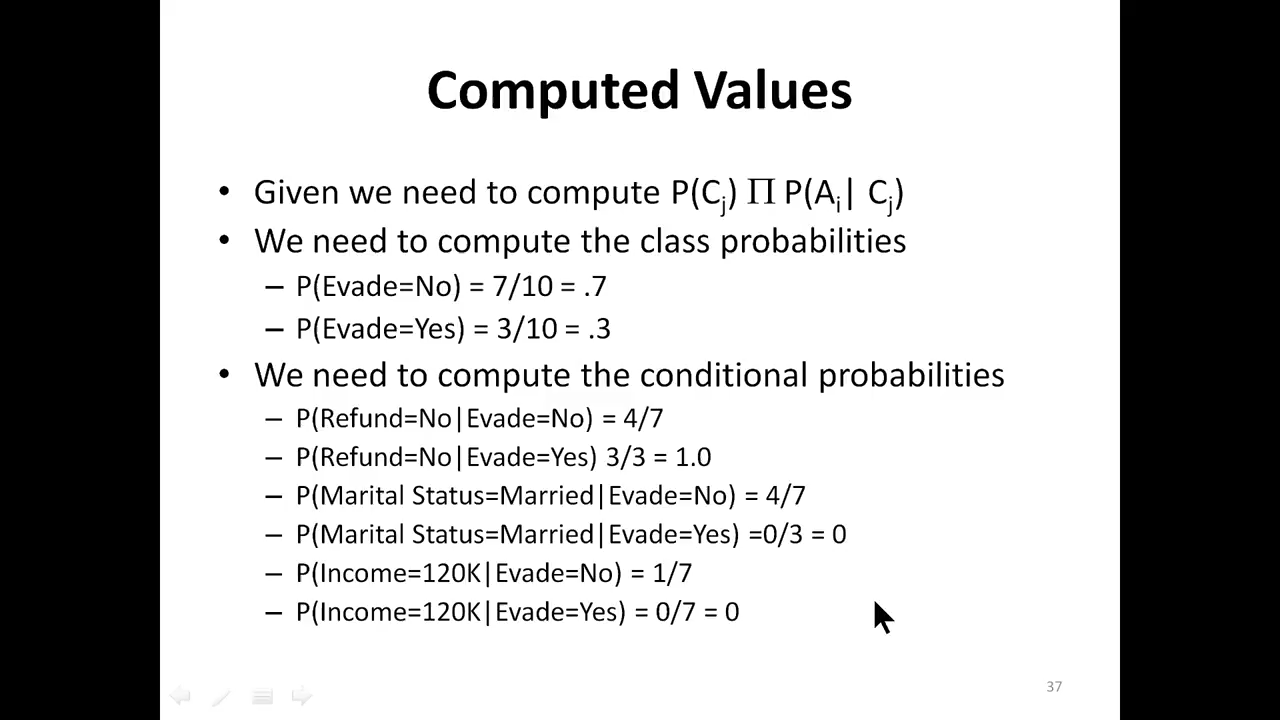 Computed Values
• Given we need to compute P(Cj) Π P(Ai| Cj)
• We need to compute the class probabilities
– P(Evade=No) = 7/10 = .7
– P(Evade=Yes) = 3/10 = .3
• We need to compute the conditional probabilities
– P(Refund=No|Evade=No) = 4/7
– P(Refund=No|Evade=Yes) 3/3 = 1.0
– P(Marital Status=Married|Evade=No) = 4/7
– P(Marital Status=Married|Evade=Yes) =0/3 = 0
– P(Income=120K|Evade=No) = 1/7
– P(Income=120K|Evade=Yes) = 0/7 = 0
37